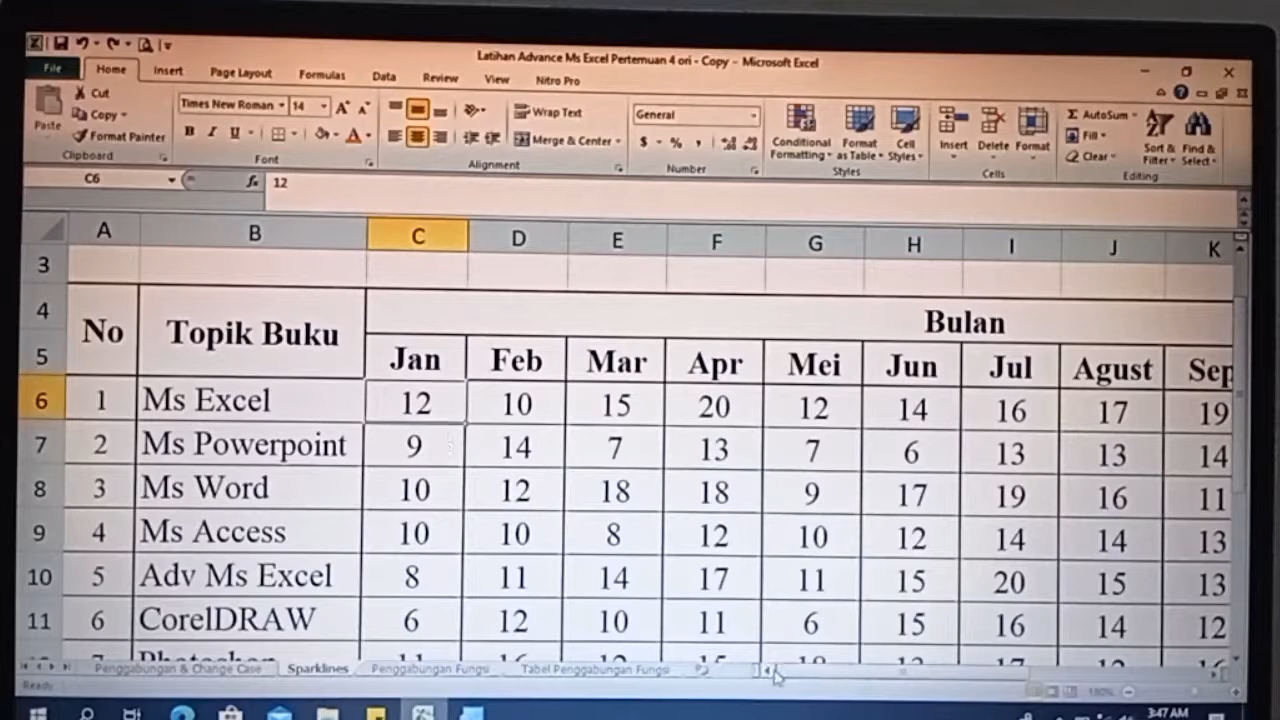 Latihan Advance Ms Excel Pertemuan 4 ori - Copy - Microsoft Excel
File Home Insert Page Layout Formulas Data Review View Nitro Pro
Paste Cut Copy Format Painter
Clipboard
Times New Roman 14
B I U
Font
Wrap Text
Merge & Center
Alignment
General
$ % ,
Number
Conditional Formatting Format as Table Cell Styles
Styles
Insert Delete Format
Cells
Σ AutoSum
Fill
Clear
Sort & Filter Find & Select
Editing
C6 fx 12
A B C D E F G H I J K
3
4 No Topik Buku Bulan
5 Jan Feb Mar Apr Mei Jun Jul Agust Sep
6 1 Ms Excel 12 10 15 20 12 14 16 17 19
7 2 Ms Powerpoint 9 14 7 13 7 6 13 13 14
8 3 Ms Word 10 12 18 18 9 17 19 16 11
9 4 Ms Access 10 10 8 12 10 12 14 14 13
10 5 Adv Ms Excel 8 11 14 17 11 15 20 15 13
11 6 CorelDRAW 6 12 10 11 6 15 16 14 12
Penggabungan & Change Case Sparklines Penggabungan Fungsi Tabel Penggabungan Fungsi
Ready 180%
3:47 AM